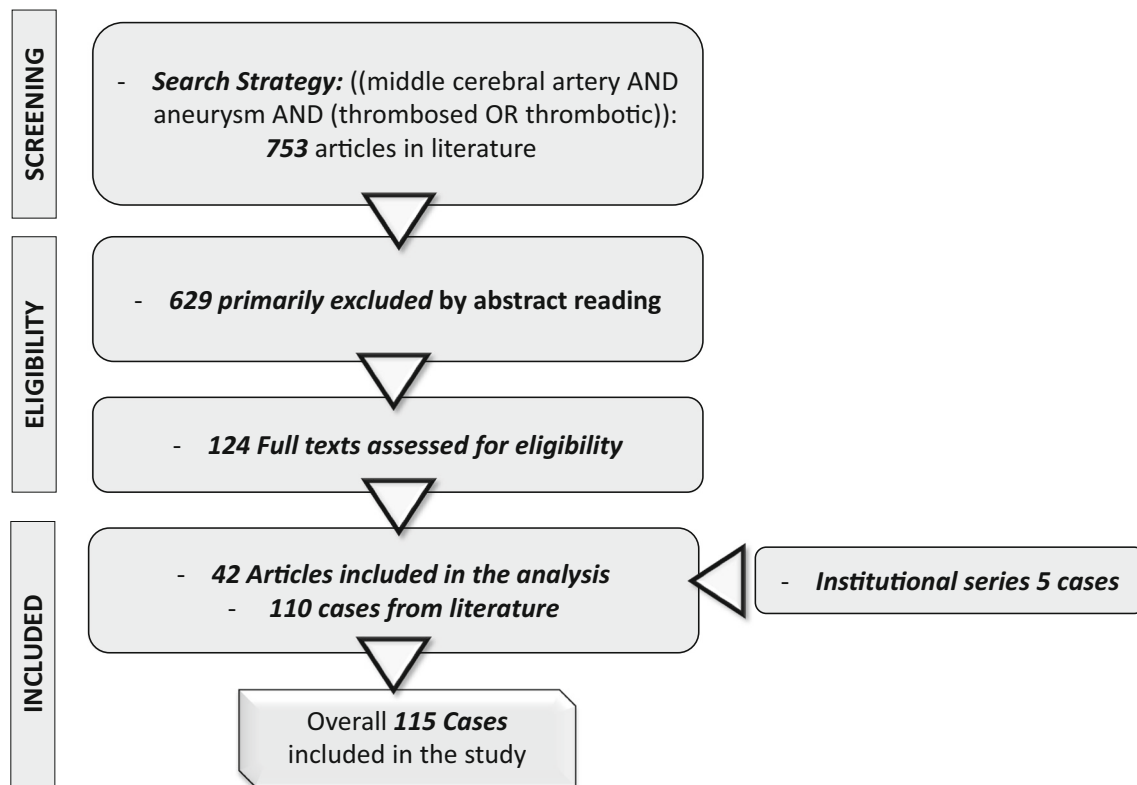 SCREENING
- Search Strategy: ((middle cerebral artery AND
aneurysm AND (thrombosed OR thrombotic)):
753 articles in literature
ELIGIBILITY
- 629 primarily excluded by abstract reading
- 124 Full texts assessed for eligibility
INCLUDED
- 42 Articles included in the analysis
- 110 cases from literature
- Institutional series 5 cases
Overall 115 Cases
included in the study